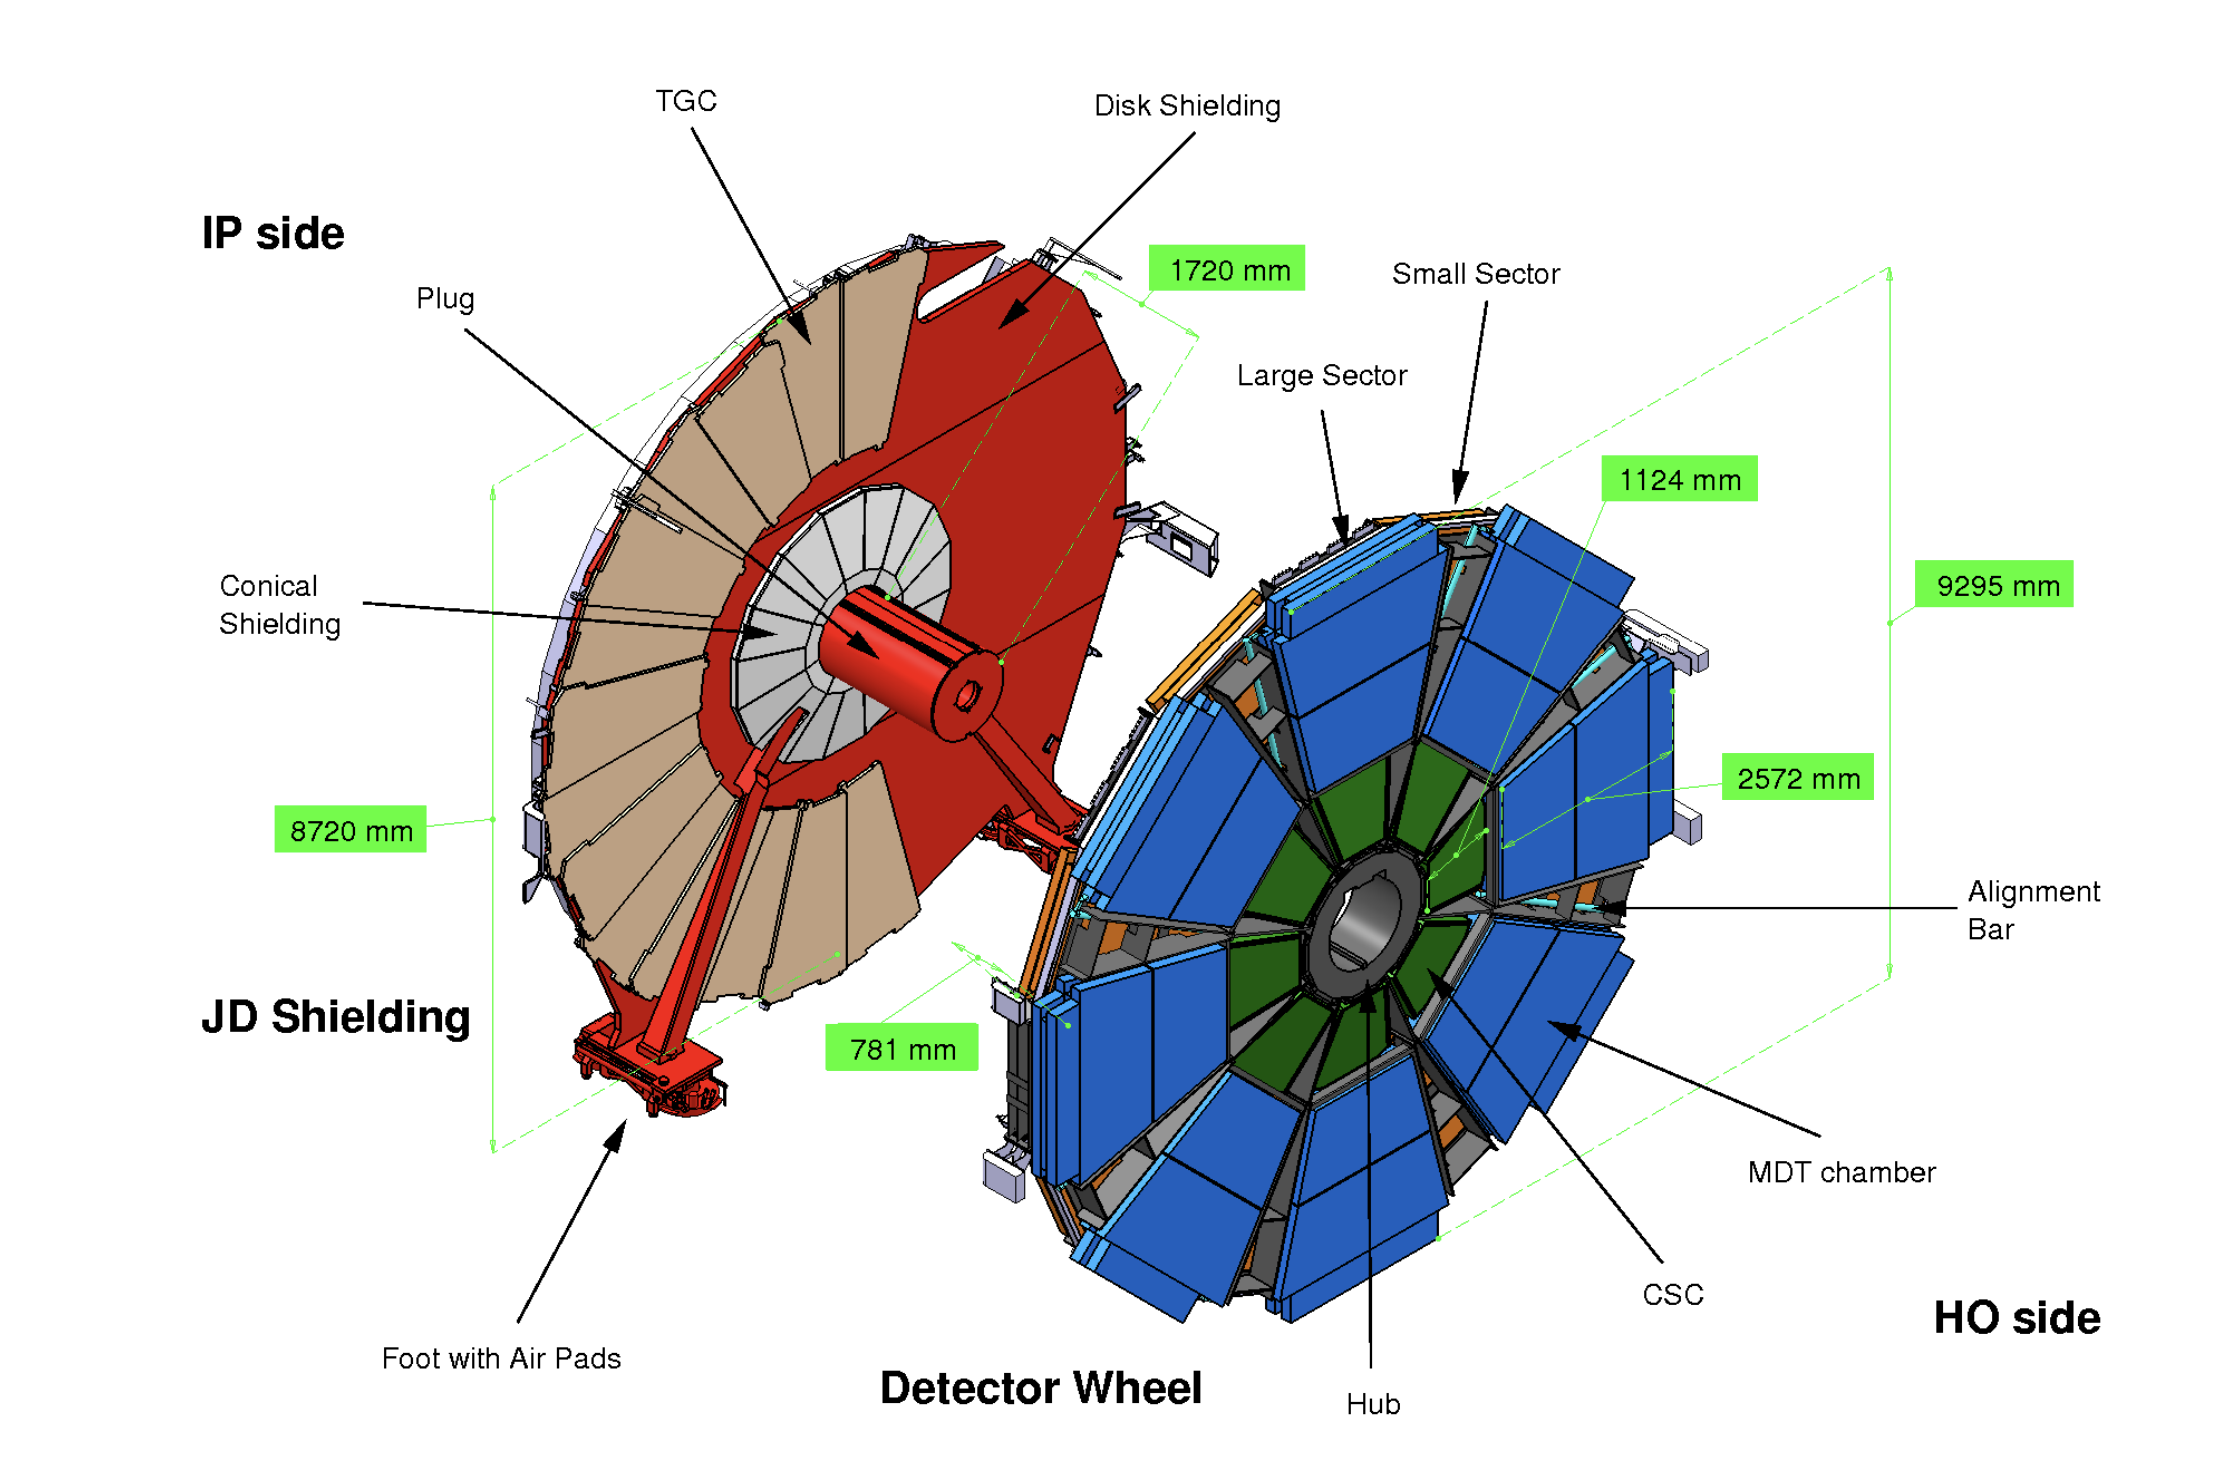 TGC
Disk Shielding
IP side
1720 mm
Small Sector
Plug
Large Sector
1124 mm
Conical
Shielding
9295 mm
2572 mm
8720 mm
Alignment
Bar
JD Shielding
781 mm
MDT chamber
CSC
HO side
Foot with Air Pads
Detector Wheel
Hub